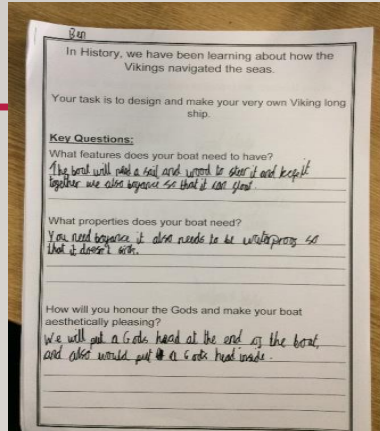 Ben
In History, we have been learning about how the
Vikings navigated the seas.
Your task is to design and make your very own Viking long
ship.
Key Questions:
What features does your boat need to have?
The boat will need a sail and wood to steer it and keep it
together we also boyance so that it can float.
What properties does your boat need?
You need boyance it also needs to be waterproof so
that it doesn't sink.
How will you honour the Gods and make your boat
aesthetically pleasing?
We will put a Gods head at the end of the boat,
and also would put a Gods head inside.